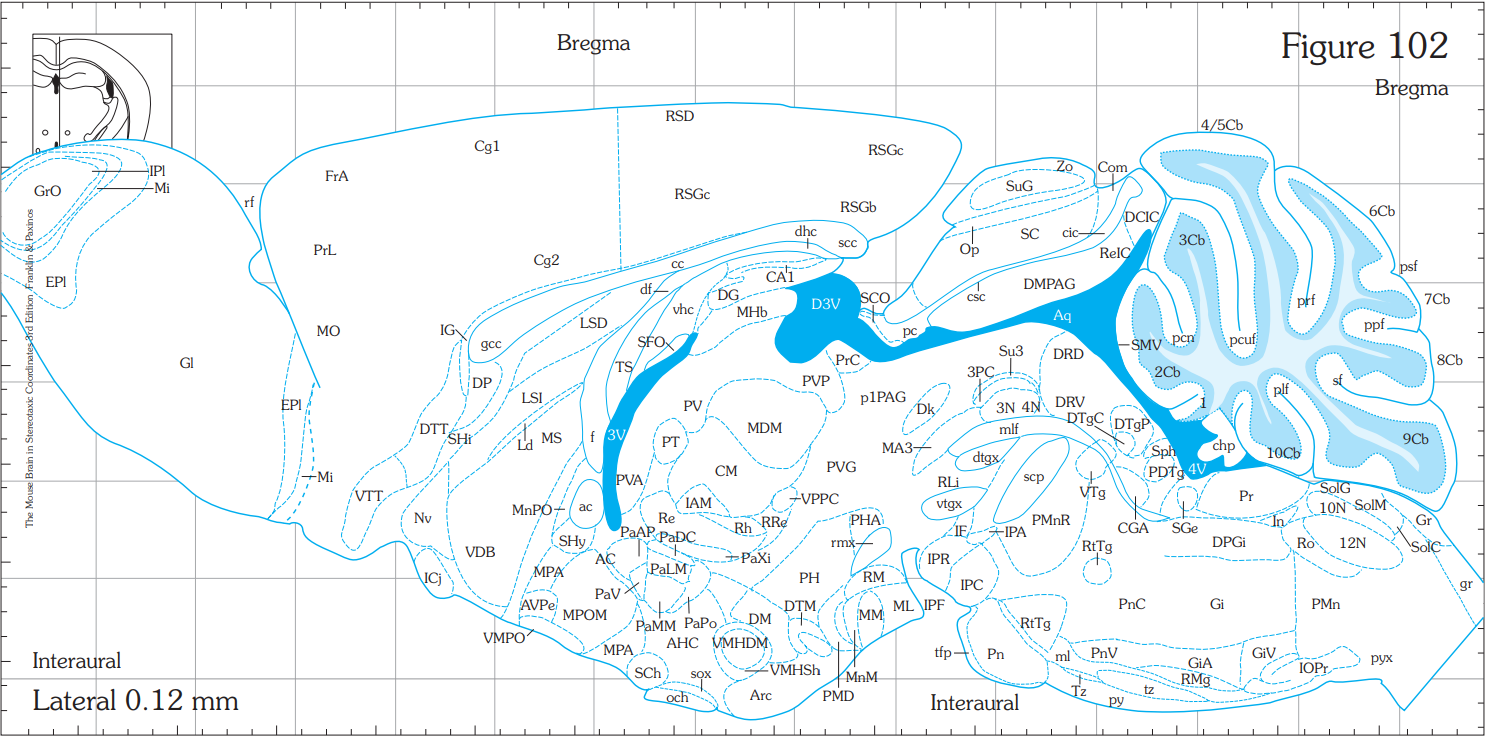 Bregma
Figure 102
Bregma
4/5Cb
RSD
Cg1
RSGc
Zo
Com
IPl
FrA
SuG
Mi
GrO
RSGc
rf
RSGb
6Cb
DCIC
dhc
SC
cic
3Cb
scc
PrL
Op
ReIC
Cg2
cc
psf
CA1
EPl
DMPAG
df
DG
csc
SCO
7Cb
prf
vhc
MHb
D3V
Aq
LSD
ppf
MO
IG
pc
pcn
pcuf
gcc
SFO
SMV
Su3
DRD
PrC
8Cb
Gl
TS
3PC
2Cb
DP
PVP
sf
plf
LSI
p1PAG
EPl
PV
Dk
3N
4N
DRV
1
DTgC
DTgP
DTT
SHi
mlf
MDM
Ld
MS
f
3V
PT
MA3
9Cb
chp
Sph
10Cb
dtgx
CM
PVG
4V
PDTg
Mi
PVA
scp
RLi
VTg
SolG
VTT
VPPC
Pr
IAM
vtgx
SolM
MnPO
ac
10N
Nv
Re
RRe
PHA
PMnR
In
Gr
Rh
CGA
SGe
PaAP
PaDC
IF
IPA
SHy
rmx
DPGi
Ro
12N
RtTg
SolC
VDB
AC
PaXi
IPR
MPA
PaLM
ICj
PH
RM
IPC
gr
PaV
AVPe
DTM
ML
IPF
PnC
Gi
PMn
MPOM
MM
DM
PaMM
PaPo
RtTg
VMPO
AHC
VMHDM
MPA
tfp
Pn
ml
PnV
GiV
pyx
Interaural
GiA
IOPr
SCh
sox
VMHSh
MnM
RMg
Tz
tz
Lateral 0.12 mm
och
Arc
PMD
Interaural
py
The Mouse Brain in Stereotaxic Coordinates 3rd Edition Franklin & Paxinos